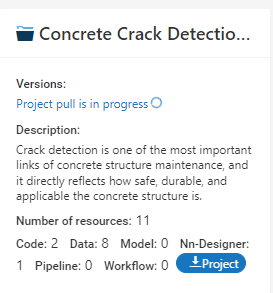 Concrete Crack Detectio...
Versions:
Project pull is in progress
Description:
Crack detection is one of the most important
links of concrete structure maintenance, and
it directly reflects how safe, durable, and
applicable the concrete structure is.
Number of resources: 11
Code: 2 Data: 8 Model: 0 Nn-Designer:
1 Pipeline: 0 Workflow: 0 Project